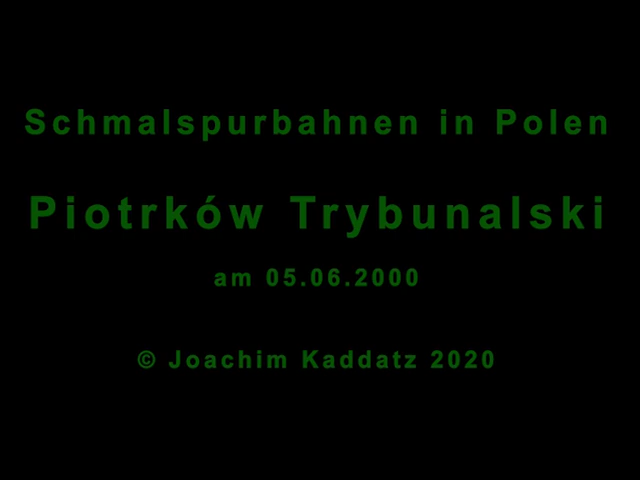 Schmalspurbahnen in Polen
Piotrków Trybunalski
am 05.06.2000
© Joachim Kaddatz 2020